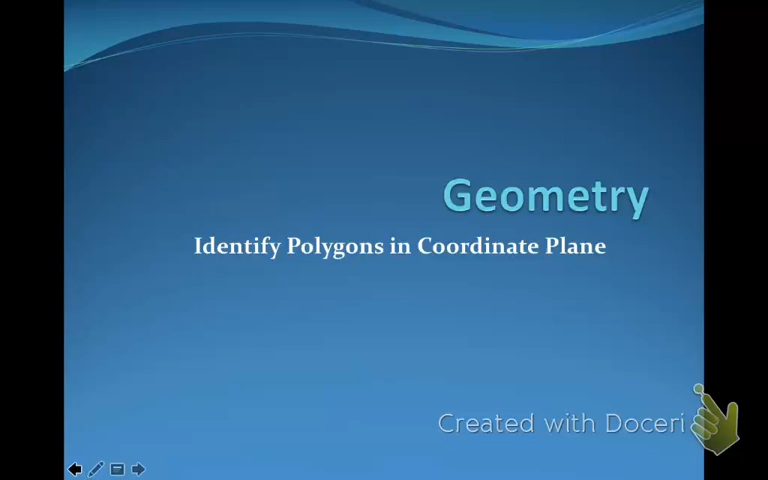 Geometry
Identify Polygons in Coordinate Plane
Created with Doceri